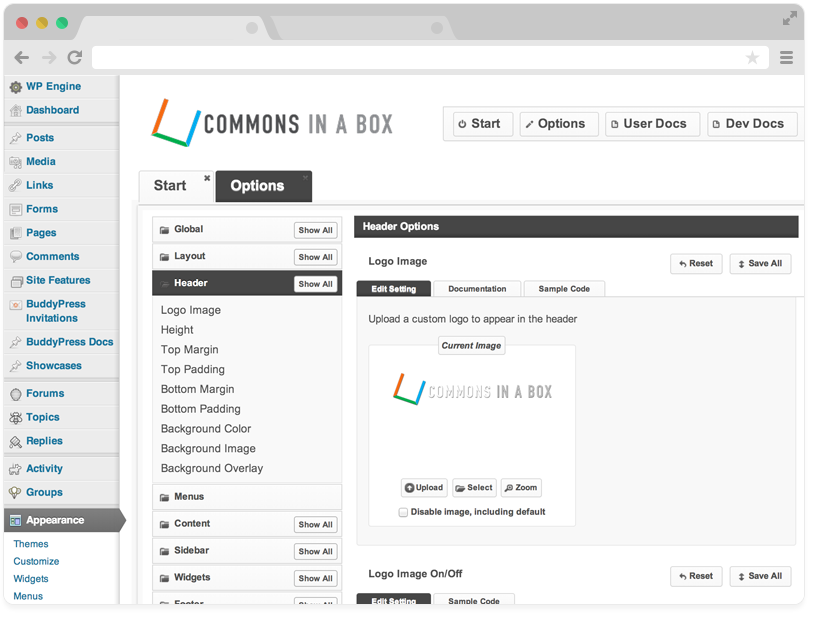 WP Engine
Dashboard
Posts
Media
Links
Forms
Pages
Comments
Site Features
BuddyPress
Invitations
BuddyPress Docs
Showcases
Forums
Topics
Replies
Activity
Groups
Appearance
Themes
Customize
Widgets
Menus
COMMONS IN A BOX
Start
Options
User Docs
Dev Docs
Start
Options
Global
Show All
Layout
Show All
Header
Show All
Logo Image
Height
Top Margin
Top Padding
Bottom Margin
Bottom Padding
Background Color
Background Image
Background Overlay
Menus
Content
Show All
Sidebar
Show All
Widgets
Show All
Footer
Show All
Header Options
Logo Image
Reset
Save All
Edit Setting
Documentation
Sample Code
Upload a custom logo to appear in the header
Current Image
COMMONS IN A BOX
Upload
Select
Zoom
Disable image, including default
Logo Image On/Off
Reset
Save All
Edit Setting
Sample Code